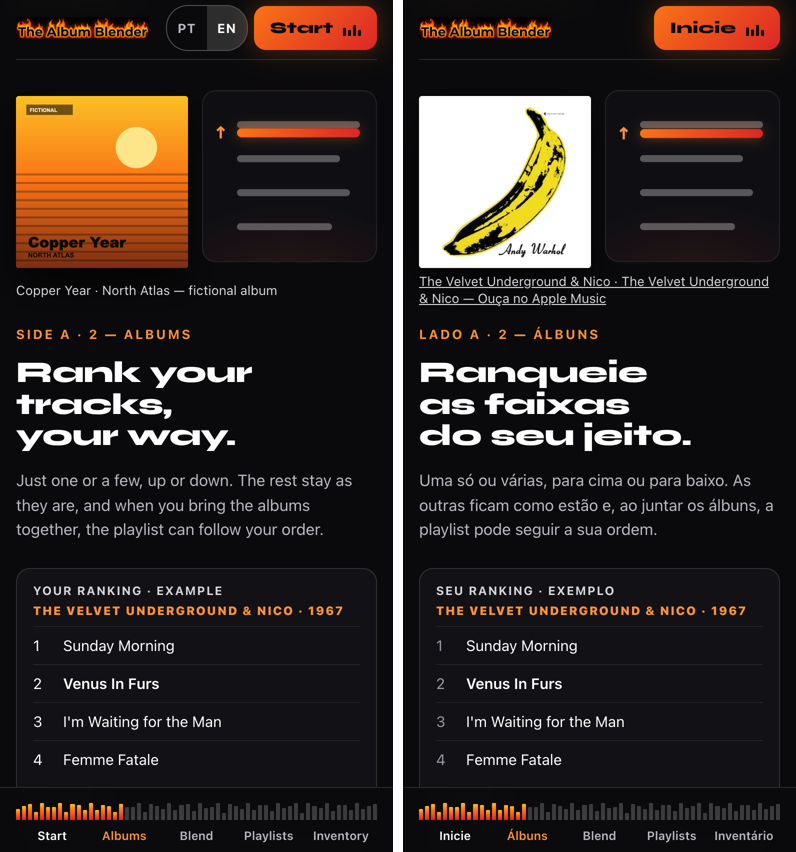 The Album Blender
PT
EN
Start
FICTIONAL
Copper Year
NORTH ATLAS
Copper Year · North Atlas — fictional album
SIDE A · 2 — ALBUMS
Rank your
tracks,
your way.
Just one or a few, up or down. The rest stay as
they are, and when you bring the albums
together, the playlist can follow your order.
YOUR RANKING · EXAMPLE
THE VELVET UNDERGROUND & NICO · 1967
1 Sunday Morning
2 Venus In Furs
3 I'm Waiting for the Man
4 Femme Fatale
Start Albums Blend Playlists Inventory
The Album Blender
Inicie
Andy Warhol
The Velvet Underground & Nico · The Velvet Underground
& Nico — Ouça no Apple Music
LADO A · 2 — ÁLBUNS
Ranqueie
as faixas
do seu jeito.
Uma só ou várias, para cima ou para baixo. As
outras ficam como estão e, ao juntar os álbuns, a
playlist pode seguir a sua ordem.
SEU RANKING · EXEMPLO
THE VELVET UNDERGROUND & NICO · 1967
1 Sunday Morning
2 Venus In Furs
3 I'm Waiting for the Man
4 Femme Fatale
Inicie Álbuns Blend Playlists Inventário